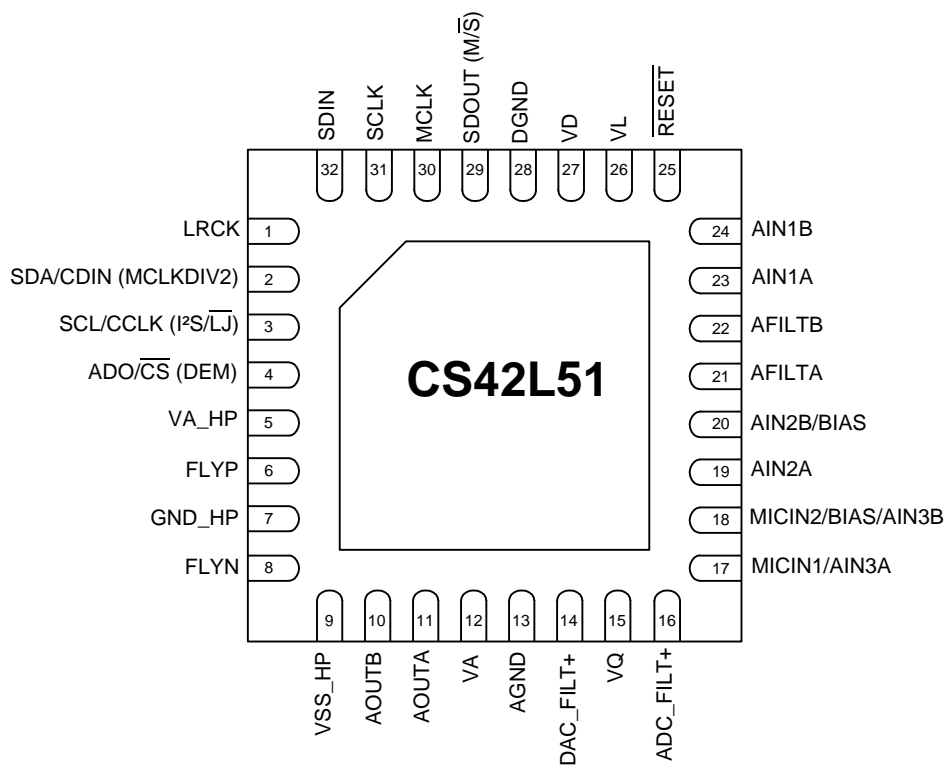 SDIN
SCLK
MCLK
SDOUT (M/S̅)
DGND
VD
VL
R̅E̅S̅E̅T̅
32
31
30
29
28
27
26
25
LRCK 1
SDA/CDIN (MCLKDIV2) 2
SCL/CCLK (I²S/L̅J̅) 3
ADO/C̅S̅ (DEM) 4
VA_HP 5
FLYP 6
GND_HP 7
FLYN 8
CS42L51
24 AIN1B
23 AIN1A
22 AFILTB
21 AFILTA
20 AIN2B/BIAS
19 AIN2A
18 MICIN2/BIAS/AIN3B
17 MICIN1/AIN3A
9
10
11
12
13
14
15
16
VSS_HP
AOUTB
AOUTA
VA
AGND
DAC_FILT+
VQ
ADC_FILT+